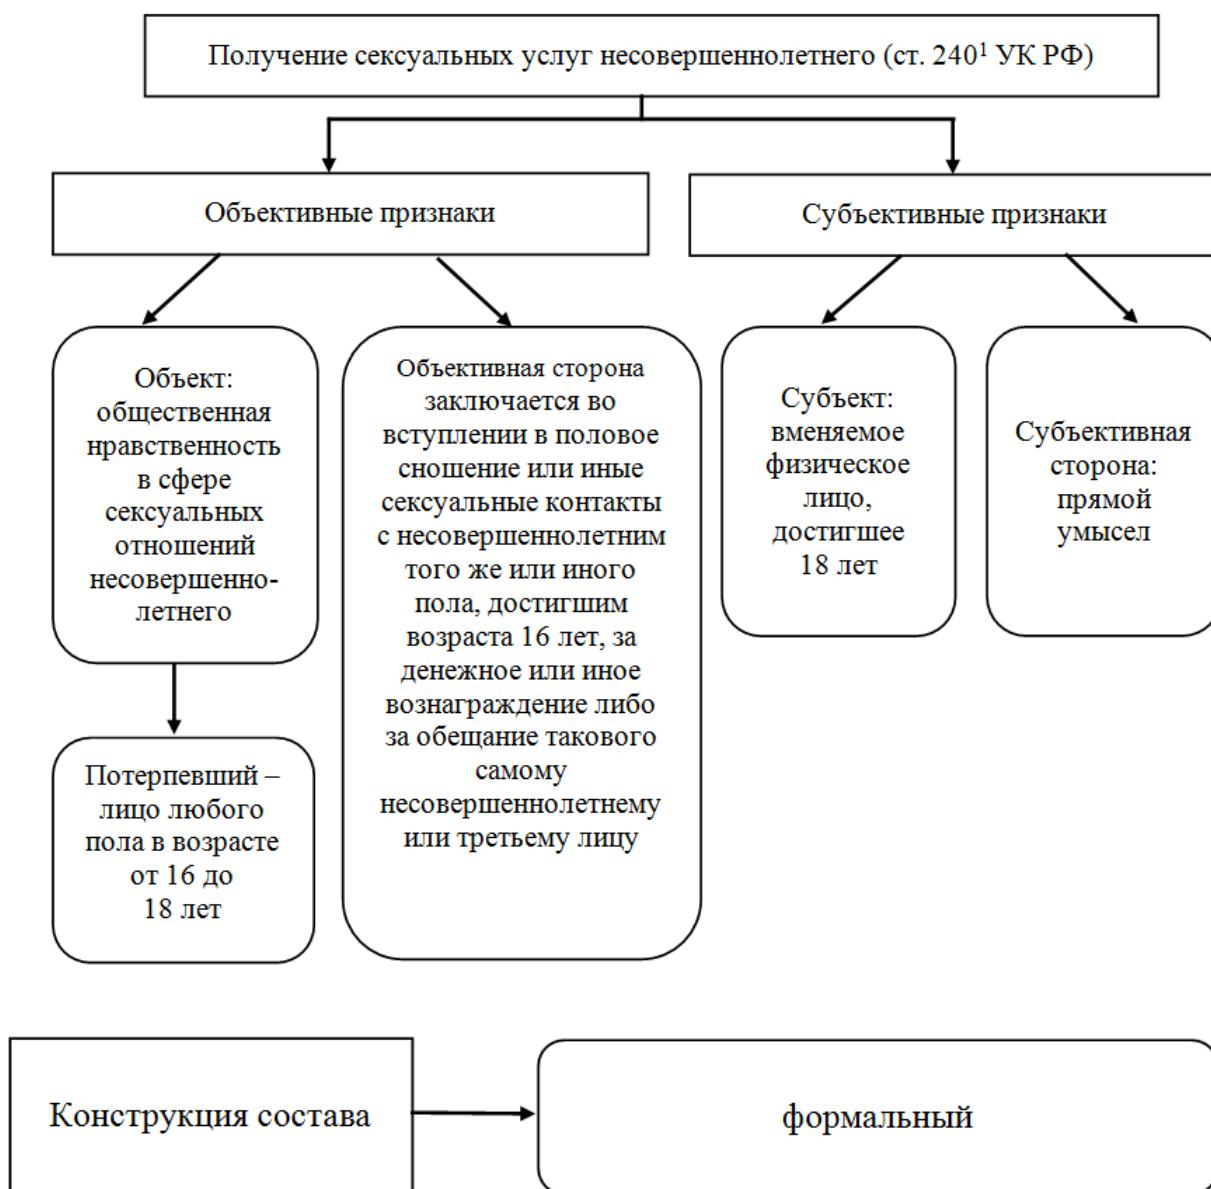 Получение сексуальных услуг несовершеннолетнего (ст. 240¹ УК РФ)
Объективные признаки
Субъективные признаки
Объект:
общественная
нравственность
в сфере
сексуальных
отношений
несовершенно-
летнего
Объективная сторона
заключается во
вступлении в половое
сношение или иные
сексуальные контакты
с несовершеннолетним
того же или иного
пола, достигшим
возраста 16 лет, за
денежное или иное
вознаграждение либо
за обещание такового
самому
несовершеннолетнему
или третьему лицу
Субъект:
вменяемое
физическое
лицо,
достигшее
18 лет
Субъективная
сторона:
прямой
умысел
Потерпевший –
лицо любого
пола в возрасте
от 16 до
18 лет
Конструкция состава
формальный